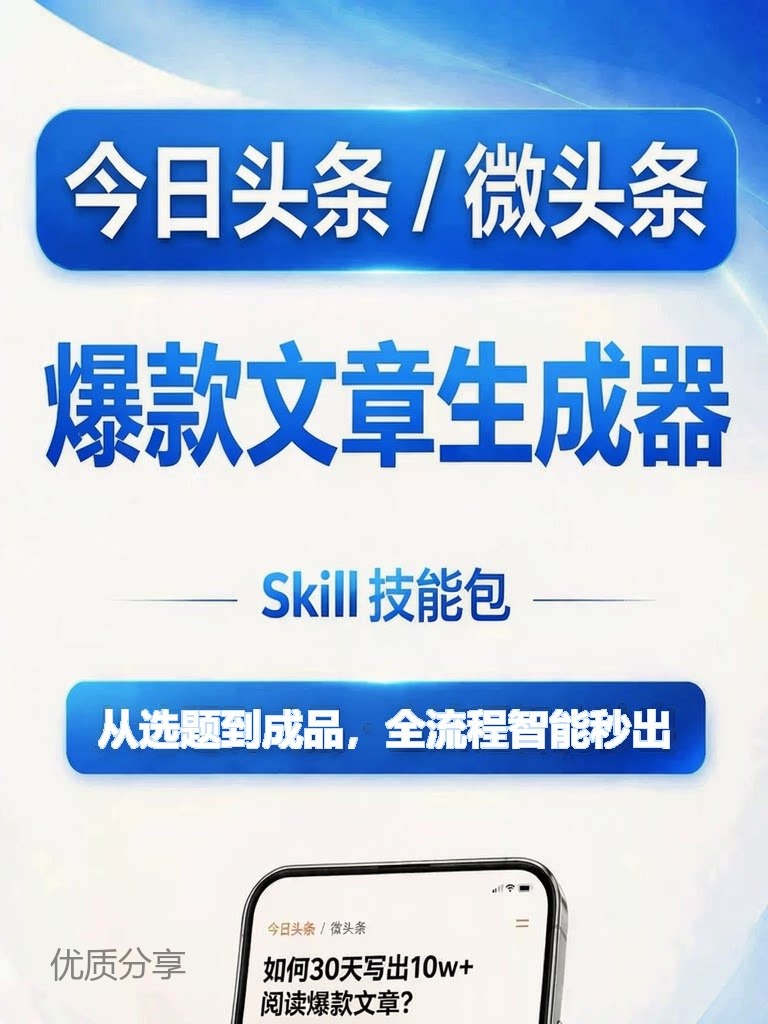 今日头条 / 微头条
爆款文章生成器
Skill 技能包
从选题到成品，全流程智能秒出
今日头条 / 微头条
如何30天写出10w+
阅读爆款文章？
优质分享